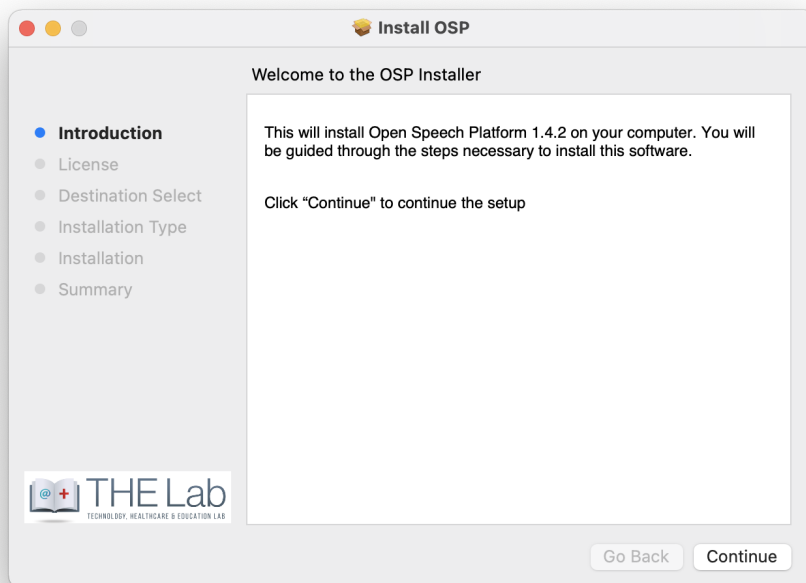 Install OSP
Welcome to the OSP Installer
Introduction
License
Destination Select
Installation Type
Installation
Summary
This will install Open Speech Platform 1.4.2 on your computer. You will
be guided through the steps necessary to install this software.
Click “Continue" to continue the setup
@ +
THE Lab
TECHNOLOGY, HEALTHCARE & EDUCATION LAB
Go Back
Continue